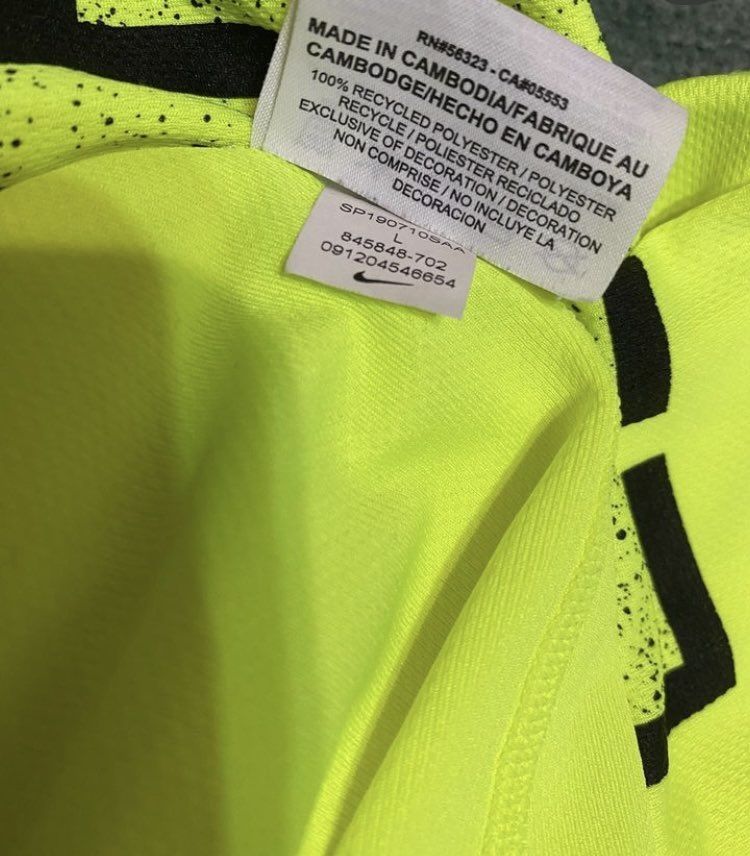 RN#56323 - CA#05553
MADE IN CAMBODIA/FABRIQUE AU
CAMBODGE/HECHO EN CAMBOYA
100% RECYCLED POLYESTER / POLYESTER
RECYCLE / POLIESTER RECICLADO
EXCLUSIVE OF DECORATION / DECORATION
NON COMPRISE / NO INCLUYE LA
DECORACION
SP190710SAA
L
845848-702
091204546654